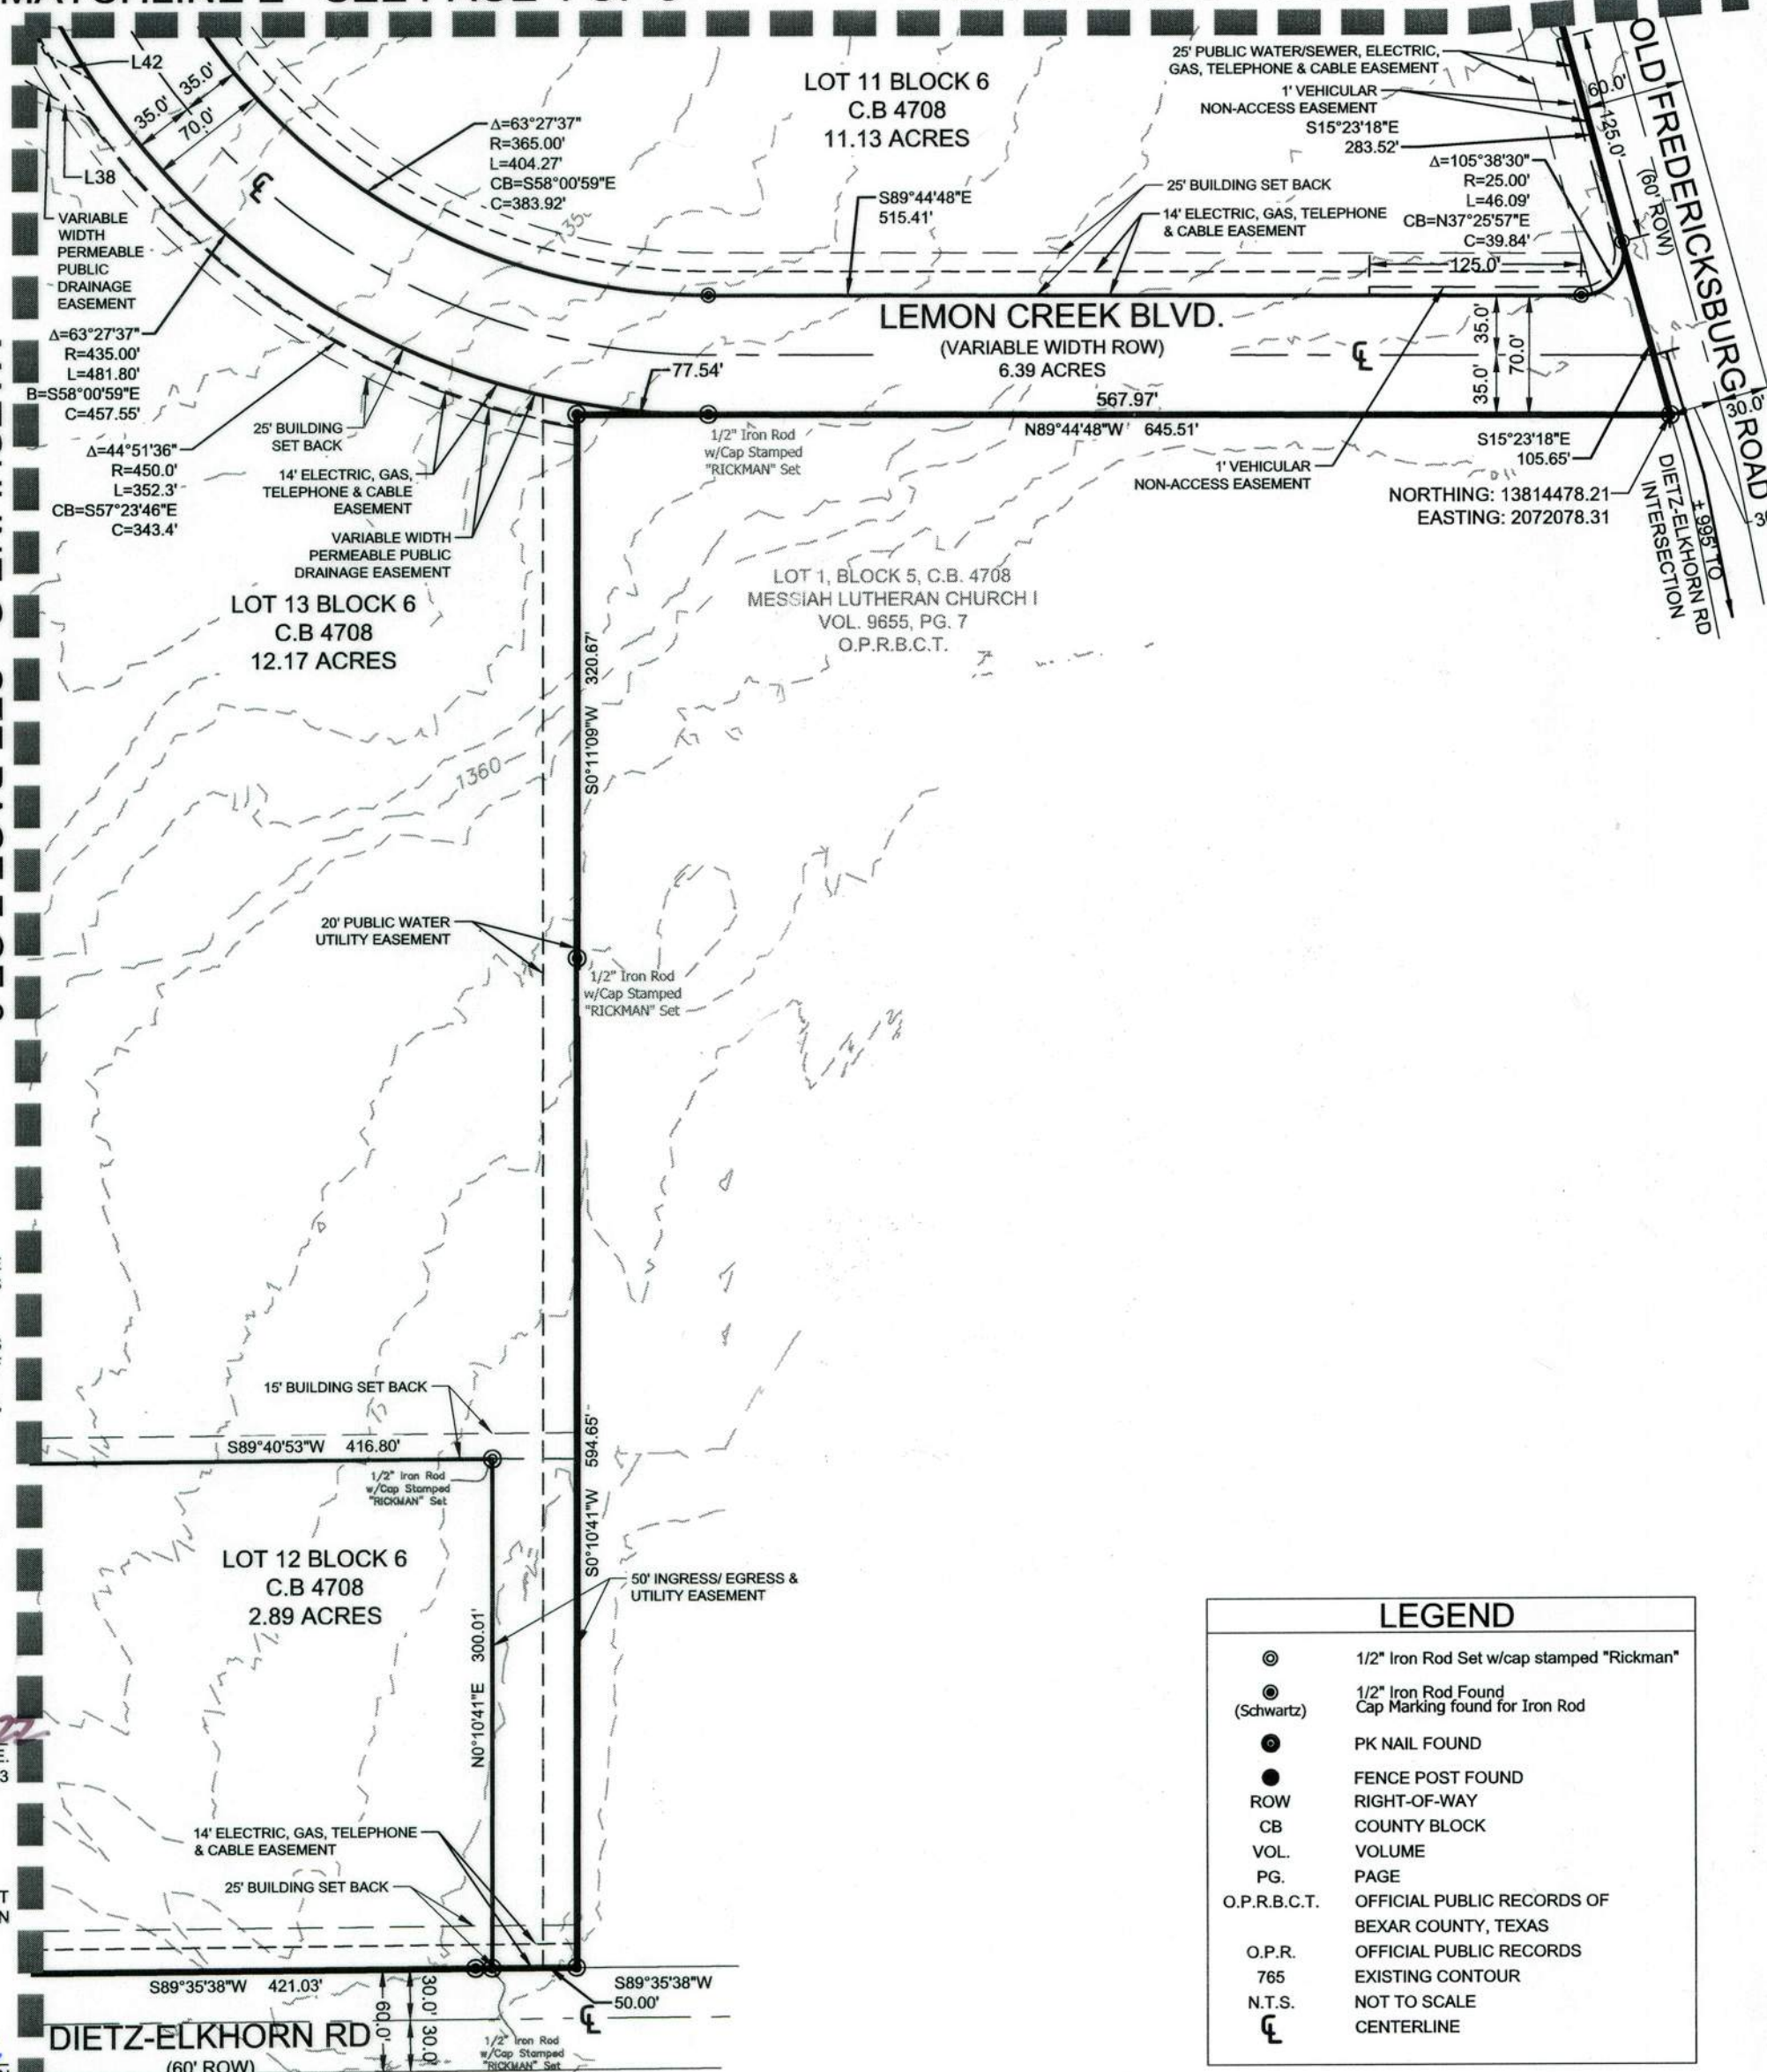 L42
35.0'
35.0'
70.0'
L38
℄
VARIABLE
WIDTH
PERMEABLE
PUBLIC
DRAINAGE
EASEMENT
Δ=63°27'37"
R=365.00'
L=404.27'
CB=S58°00'59"E
C=383.92'
LOT 11 BLOCK 6
C.B 4708
11.13 ACRES
25' PUBLIC WATER/SEWER, ELECTRIC,
GAS, TELEPHONE & CABLE EASEMENT
1' VEHICULAR
NON-ACCESS EASEMENT
S15°23'18"E
283.52'
Δ=105°38'30"
R=25.00'
L=46.09'
CB=N37°25'57"E
C=39.84'
60.0'
125.0'
OLD FREDERICKSBURG ROAD
(60' ROW)
S89°44'48"E
515.41'
25' BUILDING SET BACK
14' ELECTRIC, GAS, TELEPHONE
& CABLE EASEMENT
125.0'
LEMON CREEK BLVD.
(VARIABLE WIDTH ROW)
6.39 ACRES
℄
35.0'
35.0'
70.0'
77.54'
567.97'
N89°44'48"W 645.51'
30.0'
1/2" Iron Rod
w/Cap Stamped
"RICKMAN" Set
1' VEHICULAR
NON-ACCESS EASEMENT
S15°23'18"E
105.65'
NORTHING: 13814478.21
EASTING: 2072078.31
± 995' TO
DIETZ-ELKHORN RD
INTERSECTION
Δ=63°27'37"
R=435.00'
L=481.80'
B=S58°00'59"E
C=457.55'
Δ=44°51'36"
R=450.0'
L=352.3'
CB=S57°23'46"E
C=343.4'
25' BUILDING
SET BACK
14' ELECTRIC, GAS,
TELEPHONE & CABLE
EASEMENT
VARIABLE WIDTH
PERMEABLE PUBLIC
DRAINAGE EASEMENT
LOT 13 BLOCK 6
C.B 4708
12.17 ACRES
LOT 1, BLOCK 5, C.B. 4708
MESSIAH LUTHERAN CHURCH I
VOL. 9655, PG. 7
O.P.R.B.C.T.
S0°11'09"W 320.67'
1360
20' PUBLIC WATER
UTILITY EASEMENT
1/2" Iron Rod
w/Cap Stamped
"RICKMAN" Set
15' BUILDING SET BACK
S89°40'53"W 416.80'
1/2" Iron Rod
w/Cap Stamped
"RICKMAN" Set
S0°10'41"W 594.65'
LOT 12 BLOCK 6
C.B 4708
2.89 ACRES
N0°10'41"E 300.01'
50' INGRESS/ EGRESS &
UTILITY EASEMENT
14' ELECTRIC, GAS, TELEPHONE
& CABLE EASEMENT
25' BUILDING SET BACK
S89°35'38"W 421.03'
S89°35'38"W
50.00'
60.0'
30.0'
30.0'
℄
DIETZ-ELKHORN RD
(60' ROW)
1/2" Iron Rod
w/Cap Stamped
"RICKMAN" Set
LEGEND
1/2" Iron Rod Set w/cap stamped "Rickman"
1/2" Iron Rod Found
(Schwartz) Cap Marking found for Iron Rod
PK NAIL FOUND
FENCE POST FOUND
ROW RIGHT-OF-WAY
CB COUNTY BLOCK
VOL. VOLUME
PG. PAGE
O.P.R.B.C.T. OFFICIAL PUBLIC RECORDS OF
BEXAR COUNTY, TEXAS
O.P.R. OFFICIAL PUBLIC RECORDS
765 EXISTING CONTOUR
N.T.S. NOT TO SCALE
℄ CENTERLINE